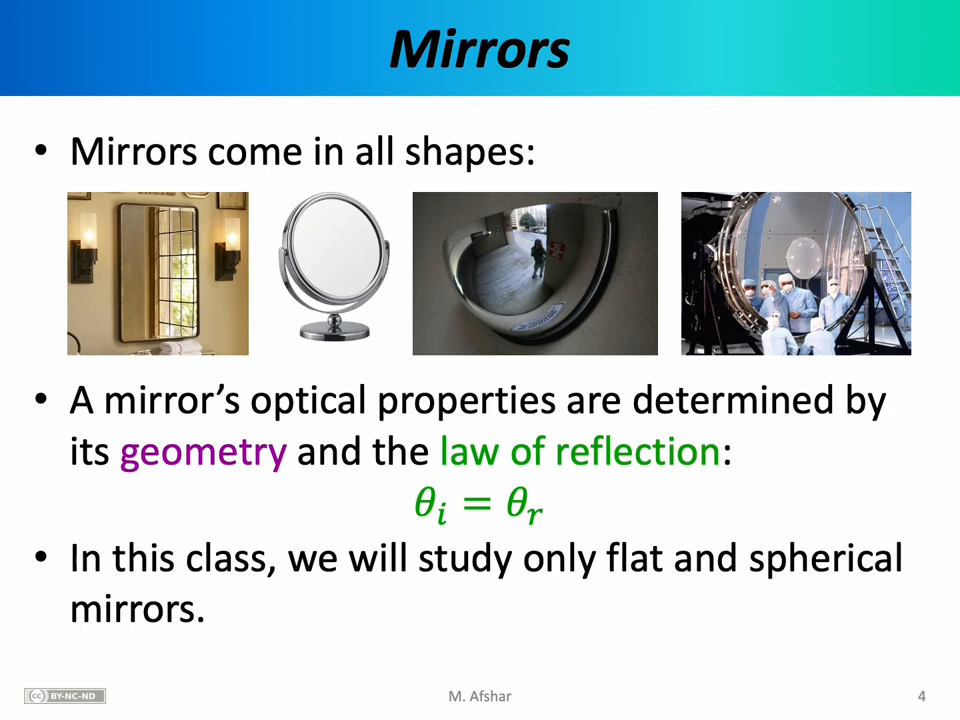 Mirrors
• Mirrors come in all shapes:
• A mirror’s optical properties are determined by
its geometry and the law of reflection:
θᵢ = θᵣ
• In this class, we will study only flat and spherical
mirrors.
cc BY-NC-ND
M. Afshar
4